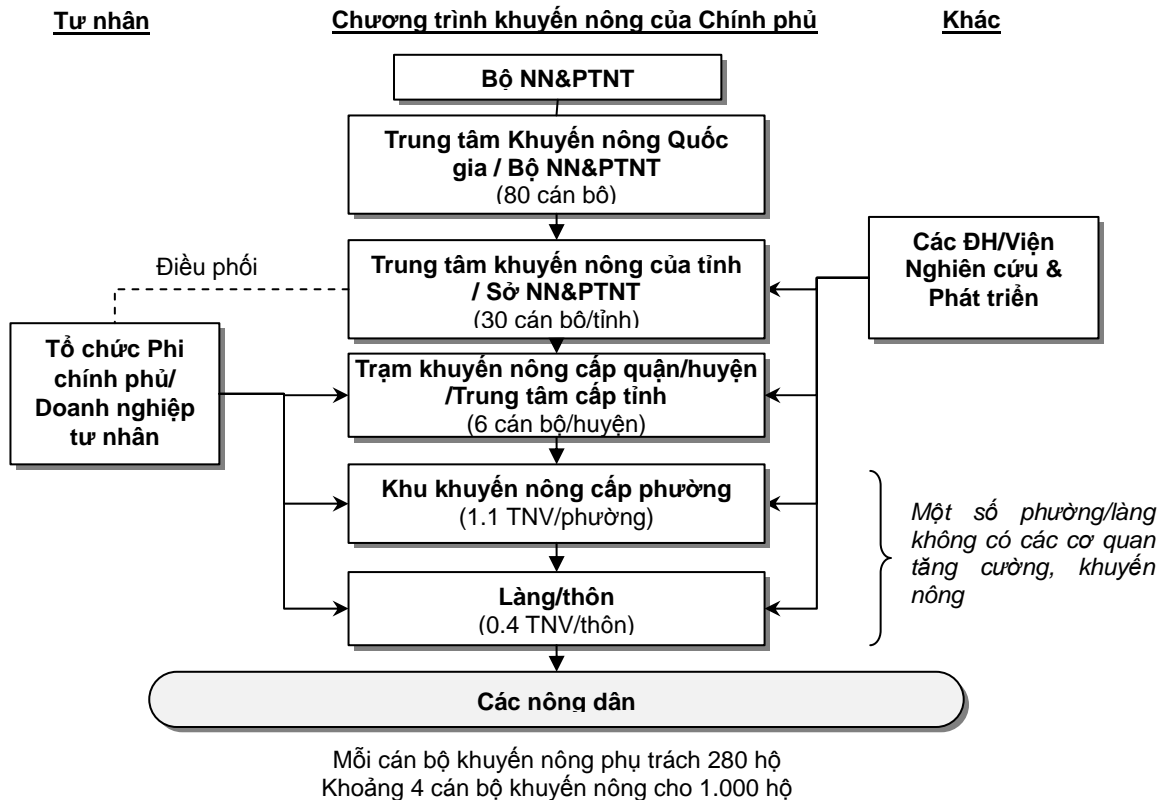 Tư nhân
Chương trình khuyến nông của Chính phủ
Khác
Bộ NN&PTNT
Trung tâm Khuyến nông Quốc
gia / Bộ NN&PTNT
(80 cán bô)
Điều phối
Trung tâm khuyến nông của tỉnh
/ Sở NN&PTNT
(30 cán bô/tỉnh)
Các ĐH/Viện
Nghiên cứu &
Phát triển
Tổ chức Phi
chính phủ/
Doanh nghiệp
tư nhân
Trạm khuyến nông cấp quận/huyện
/Trung tâm cấp tỉnh
(6 cán bộ/huyện)
Khu khuyến nông cấp phường
(1.1 TNV/phường)
Làng/thôn
(0.4 TNV/thôn)
Một số phường/làng
không có các cơ quan
tăng cường, khuyến
nông
Các nông dân
Mỗi cán bộ khuyến nông phụ trách 280 hộ
Khoảng 4 cán bộ khuyến nông cho 1.000 hộ